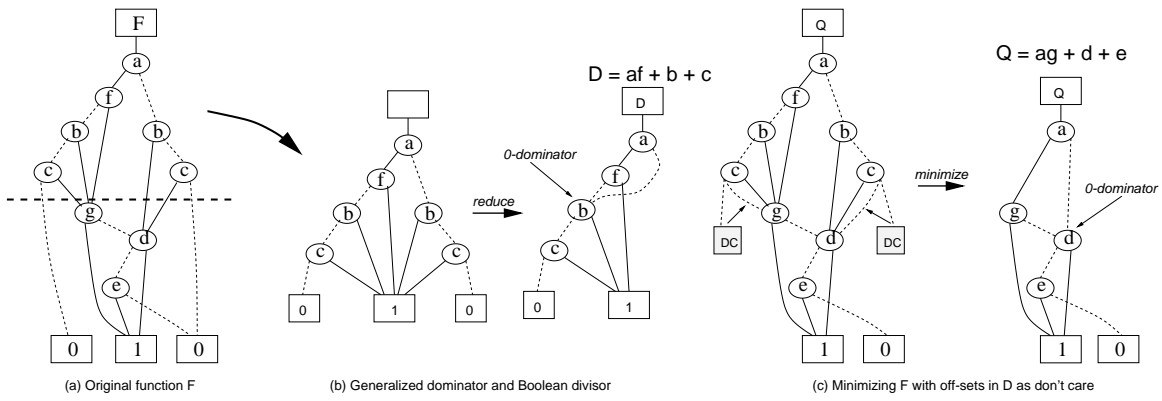 F
a
f
b
b
c
c
g
d
e
0
1
0
(a) Original function F
a
f
b
b
c
c
0
1
0
reduce
D = af + b + c
D
a
0-dominator
f
b
c
0
1
(b) Generalized dominator and Boolean divisor
Q
a
f
b
b
c
c
g
d
DC
DC
e
1
0
minimize
Q = ag + d + e
Q
a
0-dominator
g
d
e
1
0
(c) Minimizing F with off-sets in D as don't care